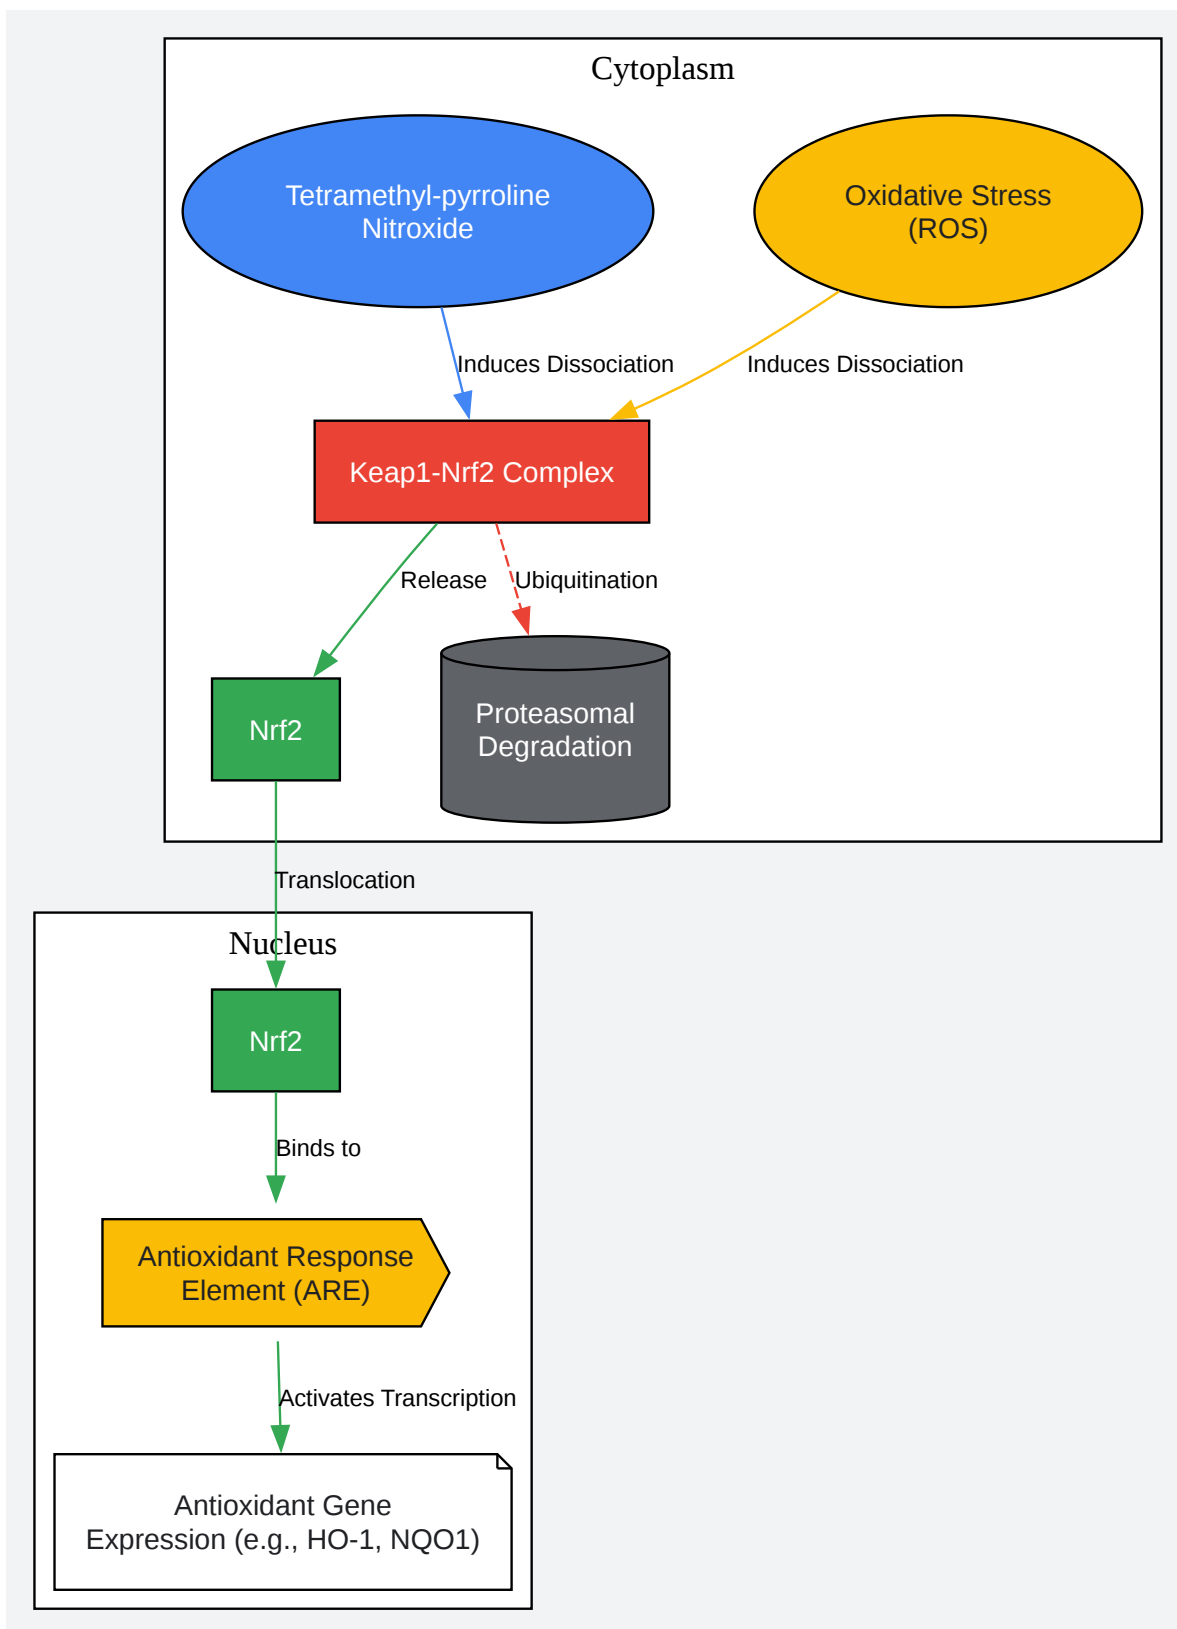 Cytoplasm
Tetramethyl-pyrroline
Nitroxide
Oxidative Stress
(ROS)
Induces Dissociation
Induces Dissociation
Keap1-Nrf2 Complex
Release
Ubiquitination
Nrf2
Proteasomal
Degradation
Translocation
Nucleus
Nrf2
Binds to
Antioxidant Response
Element (ARE)
Activates Transcription
Antioxidant Gene
Expression (e.g., HO-1, NQO1)